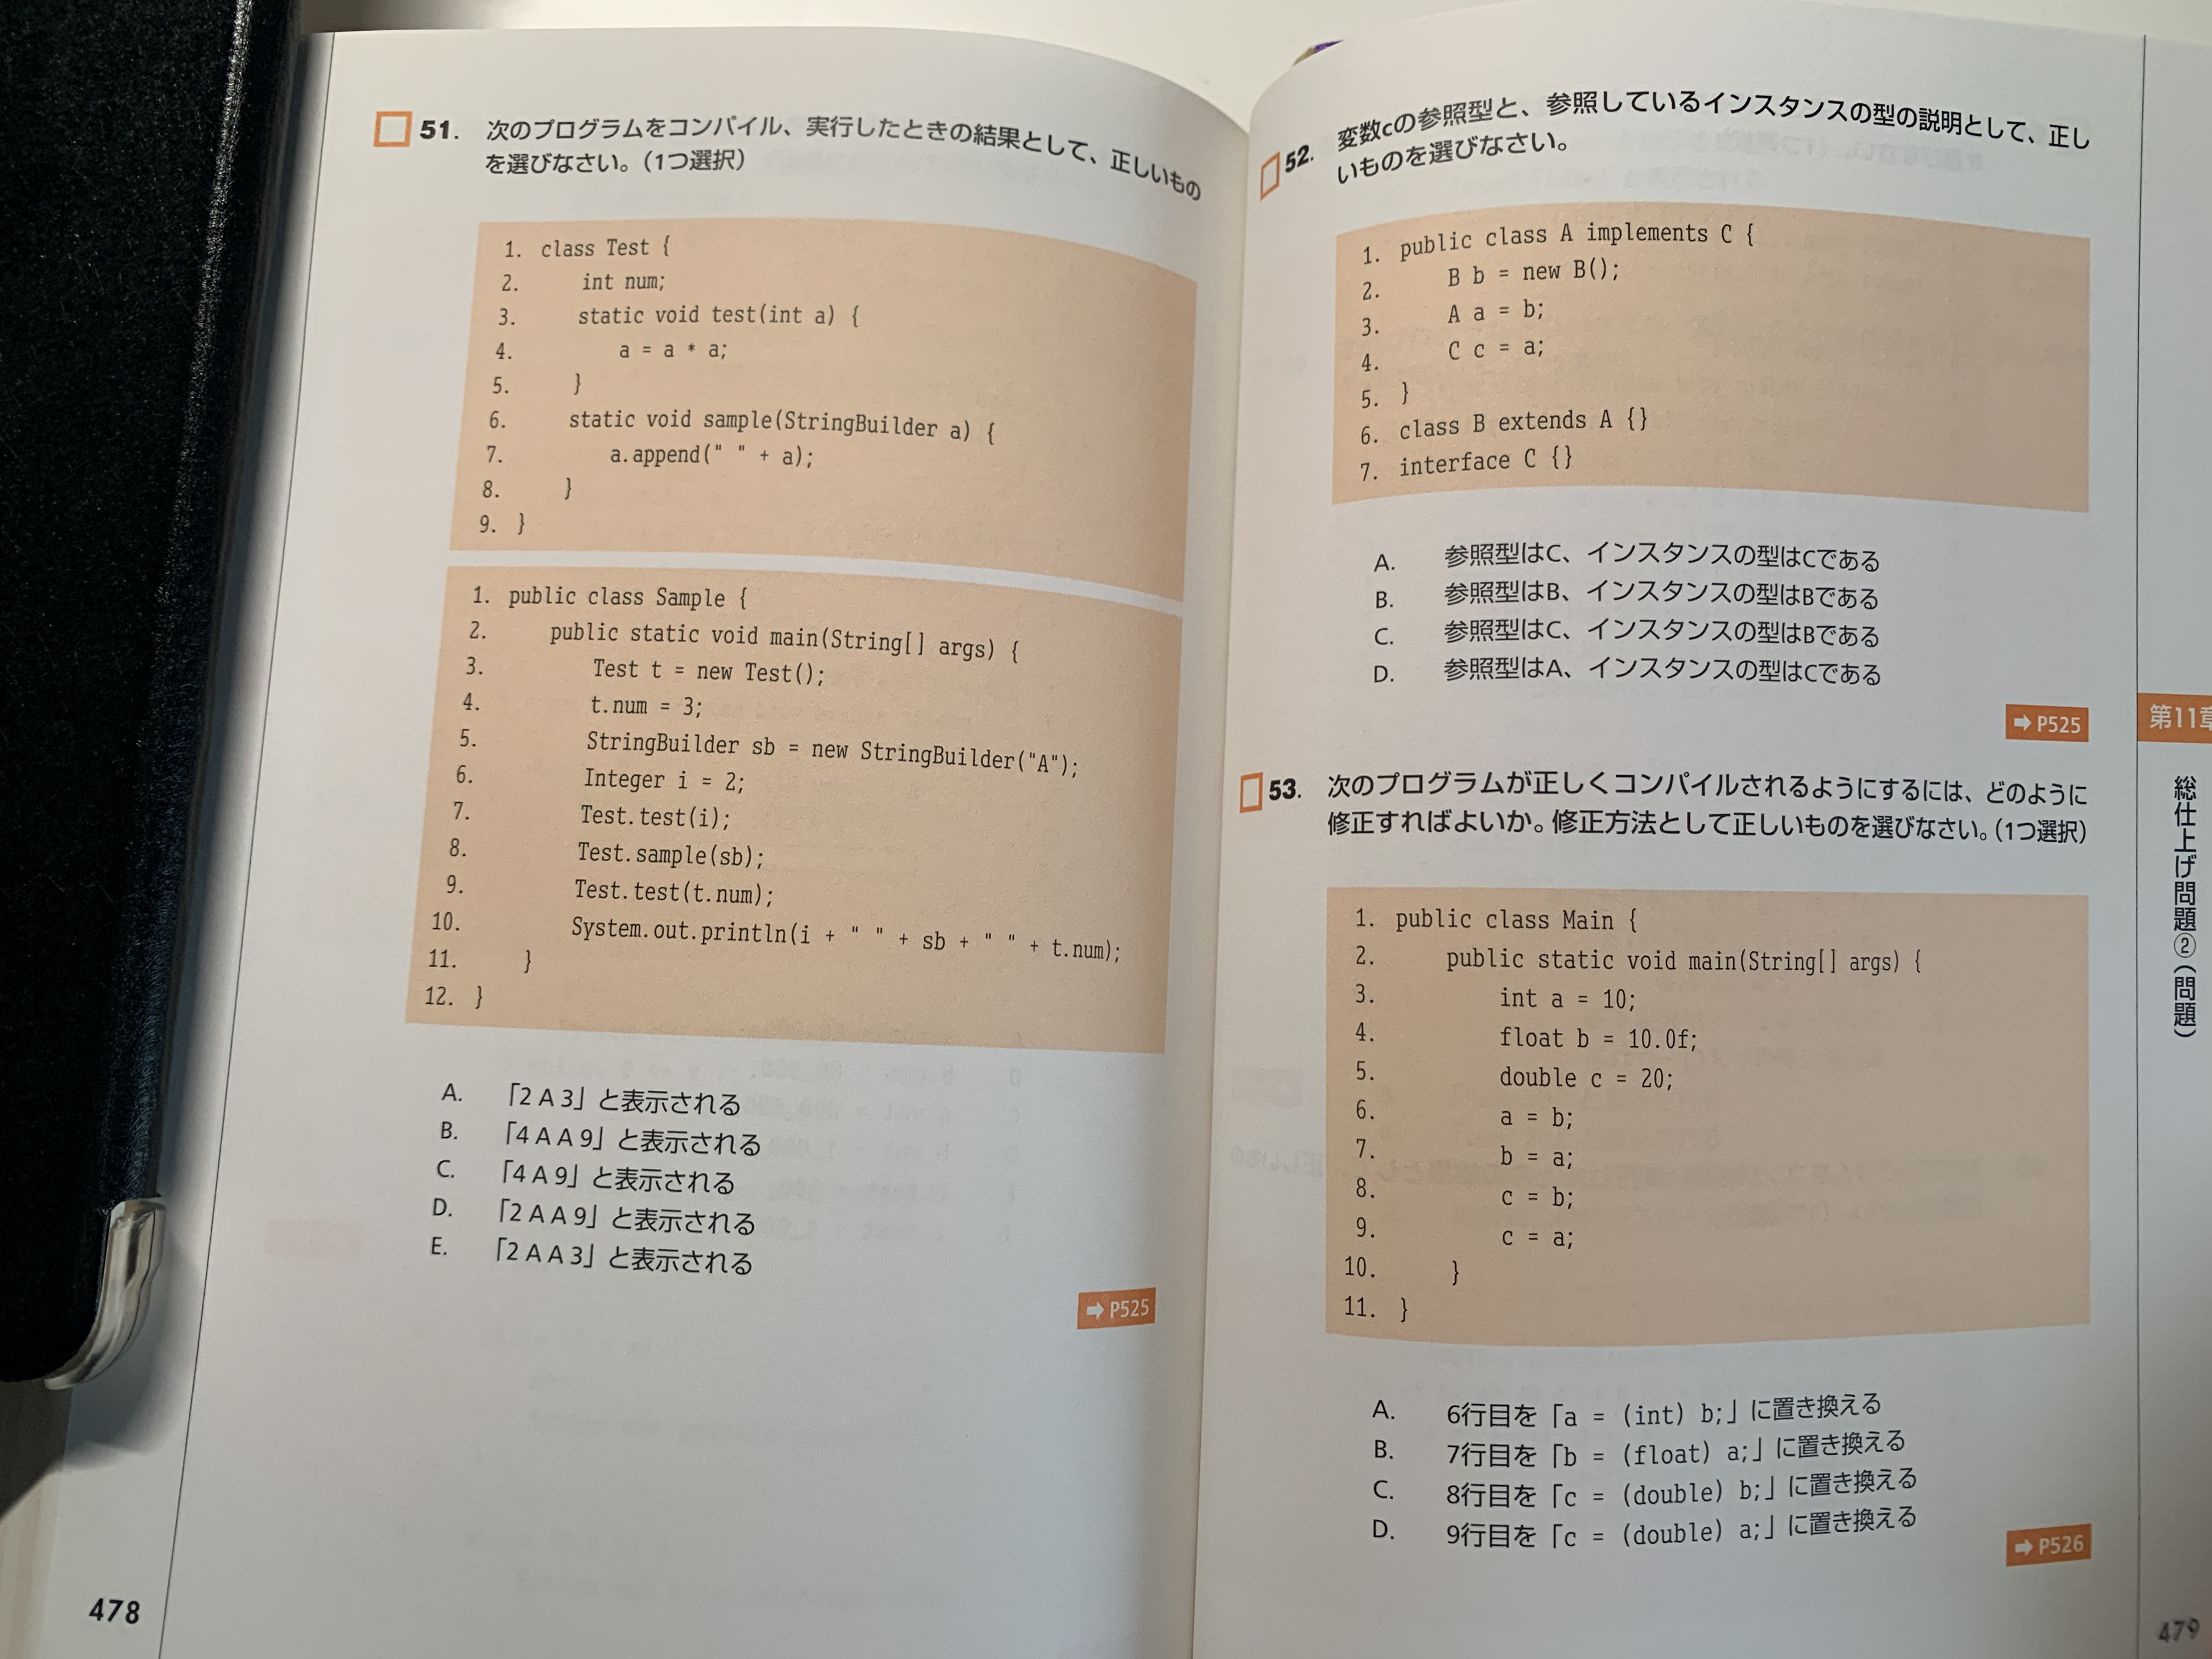 51. 次のプログラムをコンパイル、実行したときの結果として、正しいもの
を選びなさい。（1つ選択）
1. class Test {
2. int num;
3. static void test(int a) {
4. a = a * a;
5. }
6. static void sample(StringBuilder a) {
7. a.append(" " + a);
8. }
9. }
1. public class Sample {
2. public static void main(String[] args) {
3. Test t = new Test();
4. t.num = 3;
5. StringBuilder sb = new StringBuilder("A");
6. Integer i = 2;
7. Test.test(i);
8. Test.sample(sb);
9. Test.test(t.num);
10. System.out.println(i + " " + sb + " " + t.num);
11. }
12. }
A. 「2 A 3」と表示される
B. 「4 A A 9」と表示される
C. 「4 A 9」と表示される
D. 「2 A A 9」と表示される
E. 「2 A A 3」と表示される
➡ P525
478
52. 変数cの参照型と、参照しているインスタンスの型の説明として、正し
いものを選びなさい。
1. public class A implements C {
2. B b = new B();
3. A a = b;
4. C c = a;
5. }
6. class B extends A {}
7. interface C {}
A. 参照型はC、インスタンスの型はCである
B. 参照型はB、インスタンスの型はBである
C. 参照型はC、インスタンスの型はBである
D. 参照型はA、インスタンスの型はCである
➡ P525
53. 次のプログラムが正しくコンパイルされるようにするには、どのように
修正すればよいか。修正方法として正しいものを選びなさい。（1つ選択）
1. public class Main {
2. public static void main(String[] args) {
3. int a = 10;
4. float b = 10.0f;
5. double c = 20;
6. a = b;
7. b = a;
8. c = b;
9. c = a;
10. }
11. }
A. 6行目を「a = (int) b;」に置き換える
B. 7行目を「b = (float) a;」に置き換える
C. 8行目を「c = (double) b;」に置き換える
D. 9行目を「c = (double) a;」に置き換える
➡ P526
第11章
総仕上げ問題②（問題）
479